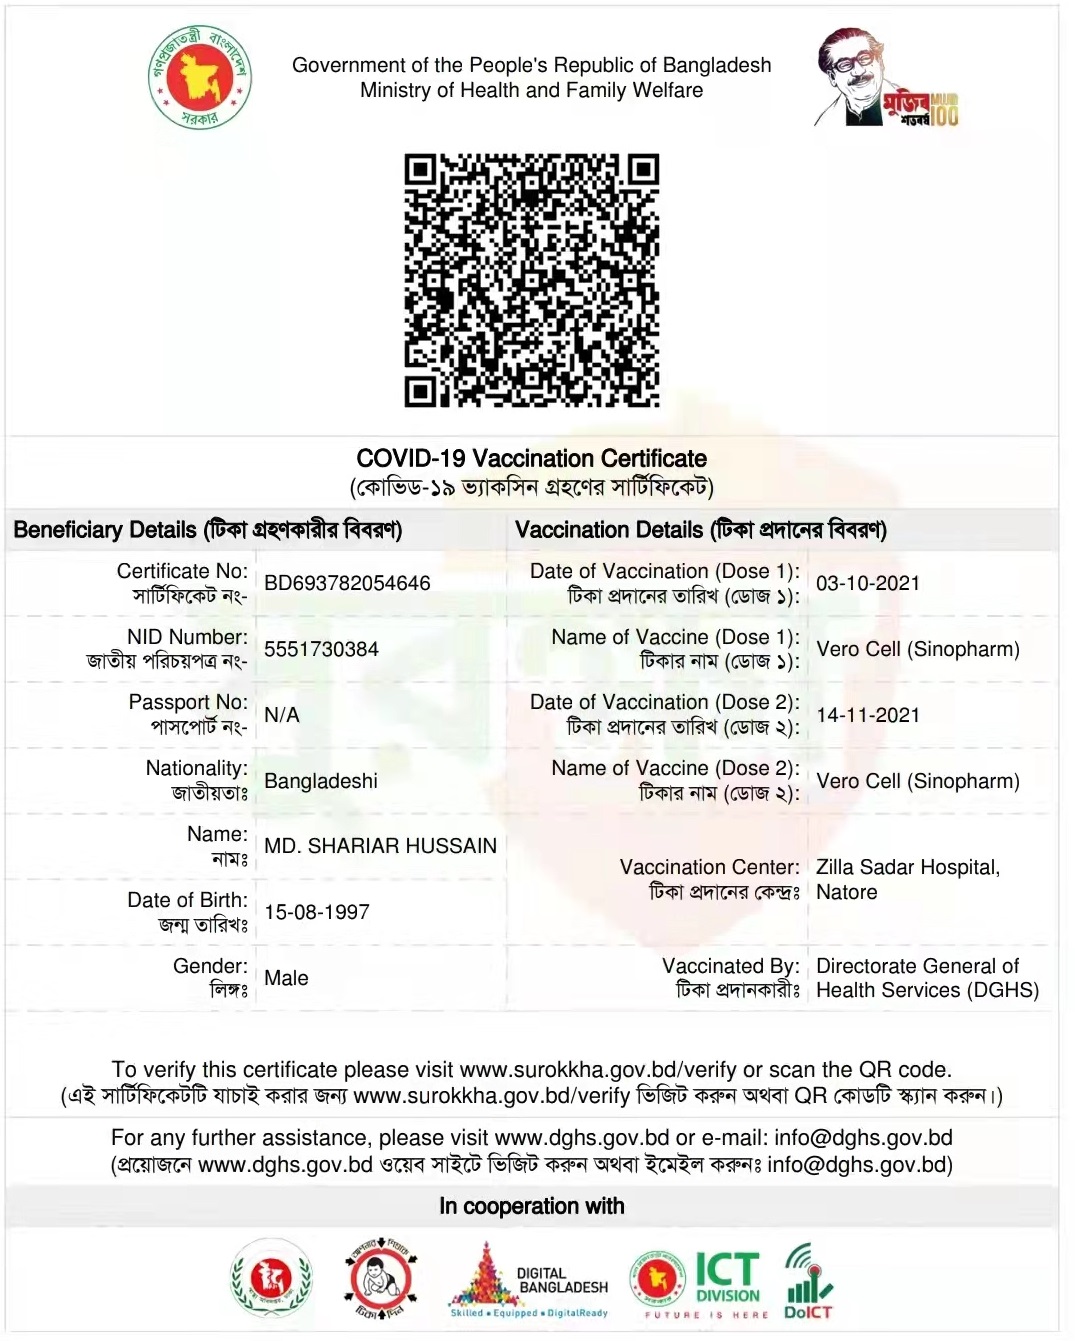 গণপ্রজাতন্ত্রী বাংলাদেশ
সরকার
Government of the People's Republic of Bangladesh
Ministry of Health and Family Welfare
মুজিব
শতবর্ষ
MUJIB
100
COVID-19 Vaccination Certificate
(কোভিড-১৯ ভ্যাকসিন গ্রহণের সার্টিফিকেট)
Beneficiary Details (টিকা গ্রহণকারীর বিবরণ)
Certificate No: BD693782054646
সার্টিফিকেট নং-
NID Number: 5551730384
জাতীয় পরিচয়পত্র নং-
Passport No: N/A
পাসপোর্ট নং-
Nationality: Bangladeshi
জাতীয়তাঃ
Name: MD. SHARIAR HUSSAIN
নামঃ
Date of Birth: 15-08-1997
জন্ম তারিখঃ
Gender: Male
লিঙ্গঃ
Vaccination Details (টিকা প্রদানের বিবরণ)
Date of Vaccination (Dose 1): 03-10-2021
টিকা প্রদানের তারিখ (ডোজ ১):
Name of Vaccine (Dose 1): Vero Cell (Sinopharm)
টিকার নাম (ডোজ ১):
Date of Vaccination (Dose 2): 14-11-2021
টিকা প্রদানের তারিখ (ডোজ ২):
Name of Vaccine (Dose 2): Vero Cell (Sinopharm)
টিকার নাম (ডোজ ২):
Vaccination Center: Zilla Sadar Hospital,
টিকা প্রদানের কেন্দ্রঃ Natore
Vaccinated By: Directorate General of
টিকা প্রদানকারীঃ Health Services (DGHS)
To verify this certificate please visit www.surokkha.gov.bd/verify or scan the QR code.
(এই সার্টিফিকেটটি যাচাই করার জন্য www.surokkha.gov.bd/verify ভিজিট করুন অথবা QR কোডটি স্ক্যান করুন।)
For any further assistance, please visit www.dghs.gov.bd or e-mail: info@dghs.gov.bd
(প্রয়োজনে www.dghs.gov.bd ওয়েব সাইটে ভিজিট করুন অথবা ইমেইল করুনঃ info@dghs.gov.bd)
In cooperation with
আপনার শিশুকে
টিকা দিন
DIGITAL
BANGLADESH
Skilled • Equipped • DigitalReady
ICT
DIVISION
FUTURE IS HERE
DoICT